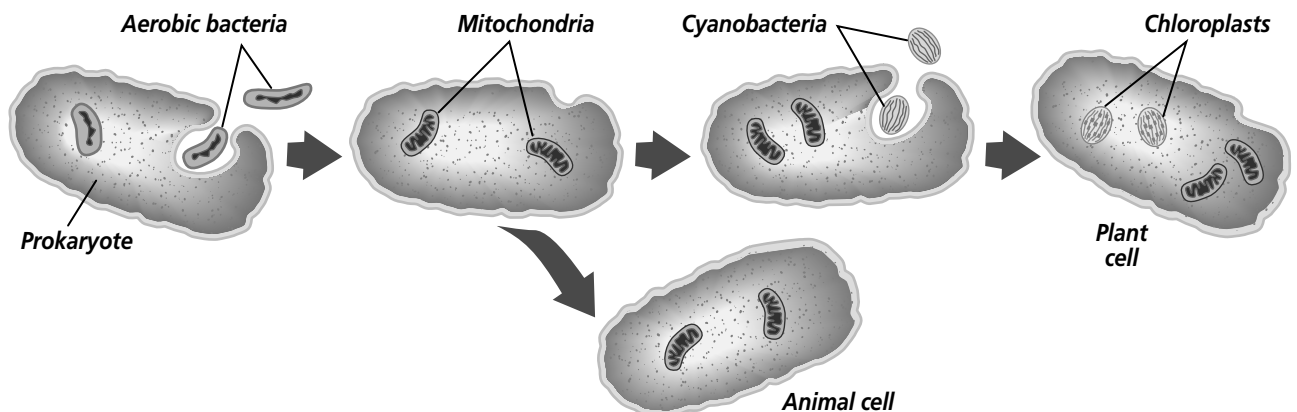 Aerobic bacteria
Mitochondria
Cyanobacteria
Chloroplasts
Prokaryote
Plant
cell
Animal cell